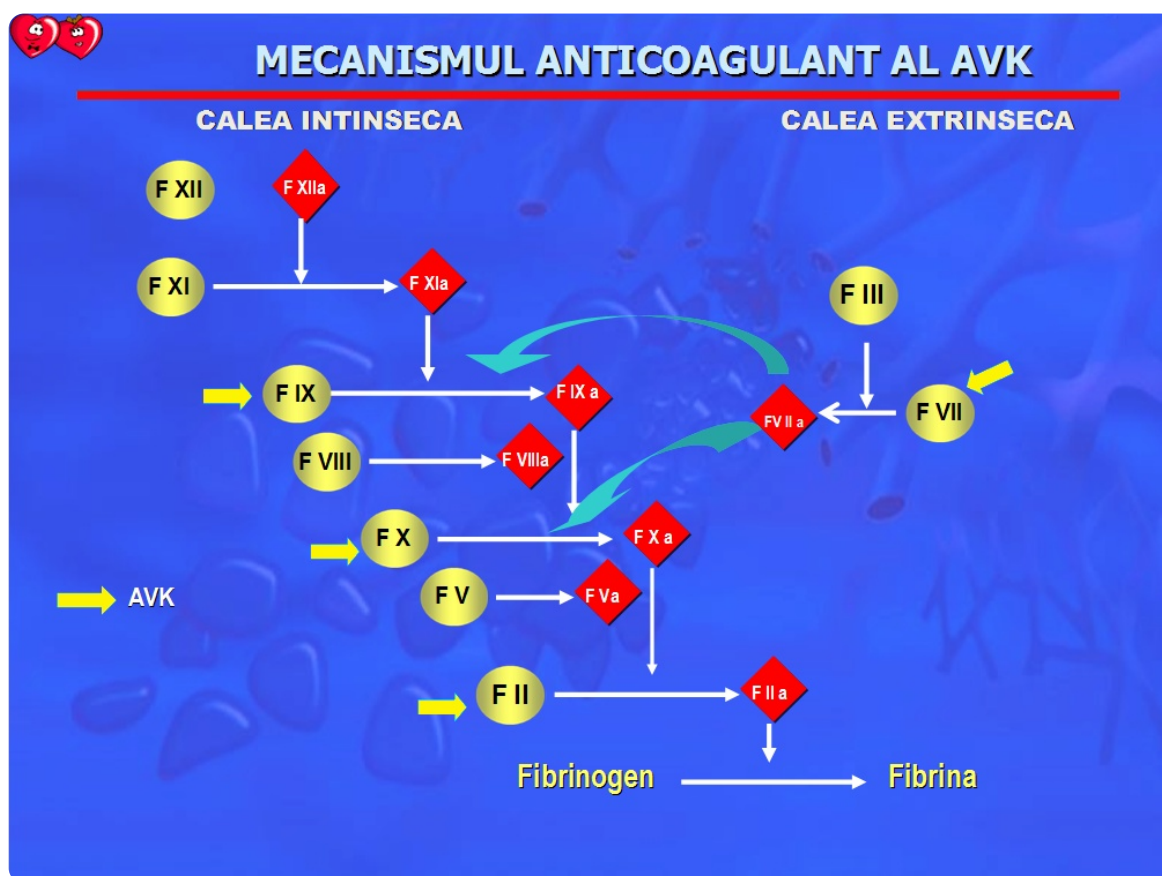 MECANISMUL ANTICOAGULANT AL AVK
CALEA INTINSECA
CALEA EXTRINSECA
F XII
F XIIa
F XI
F XIa
F III
F IX
F IX a
FV II a
F VII
F VIII
F VIIIa
F X
F X a
AVK
F V
F Va
F II
F II a
Fibrinogen
Fibrina